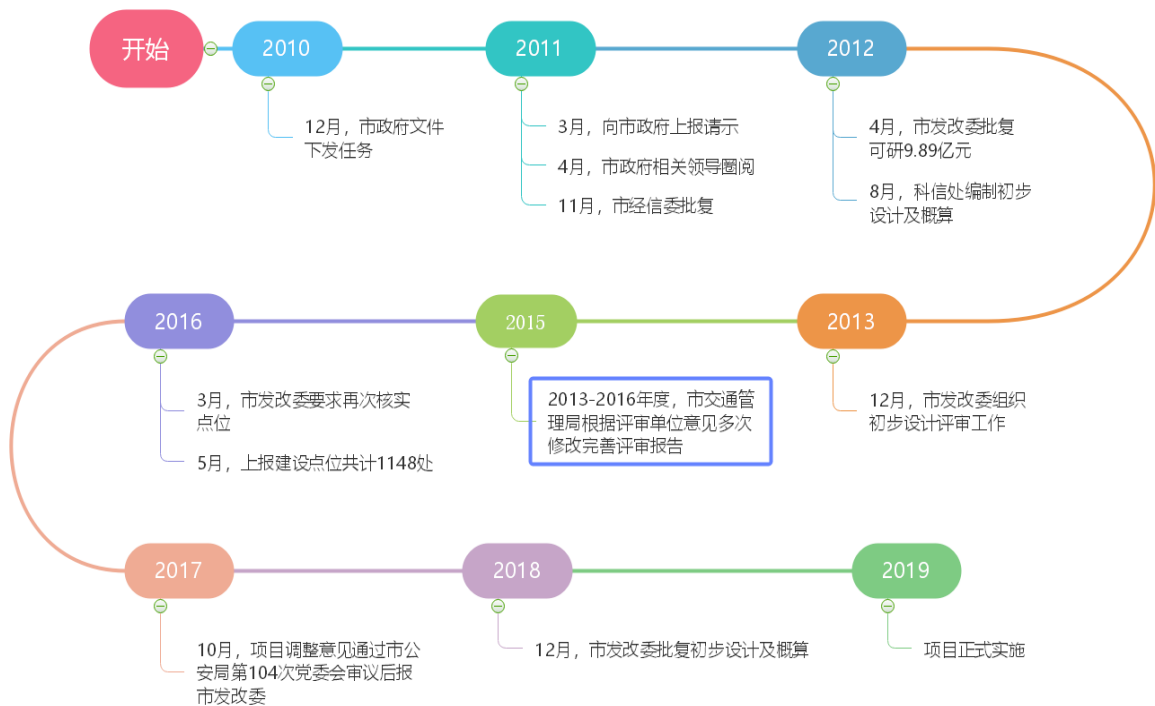 开始
2010
12月，市政府文件
下发任务
2011
3月，向市政府上报请示
4月，市政府相关领导圈阅
11月，市经信委批复
2012
4月，市发改委批复
可研9.89亿元
8月，科信处编制初步
设计及概算
2013
12月，市发改委组织
初步设计评审工作
2015
2013-2016年度，市交通管
理局根据评审单位意见多次
修改完善评审报告
2016
3月，市发改委要求再次核实
点位
5月，上报建设点位共计1148处
2017
10月，项目调整意见通过市公
安局第104次党委会审议后报
市发改委
2018
12月，市发改委批复初步设计及概算
2019
项目正式实施